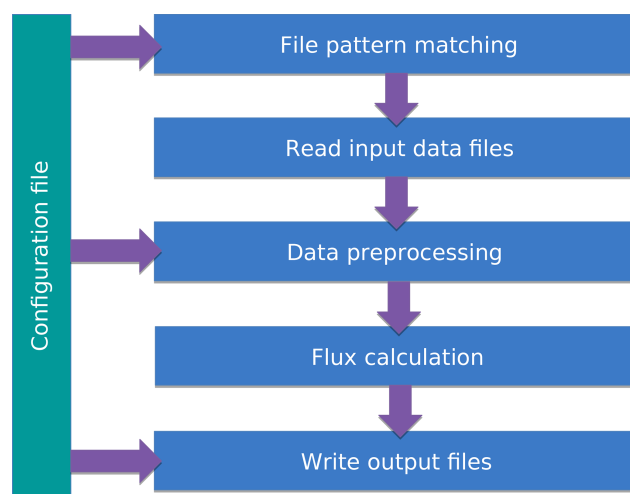 Configuration file
File pattern matching
Read input data files
Data preprocessing
Flux calculation
Write output files